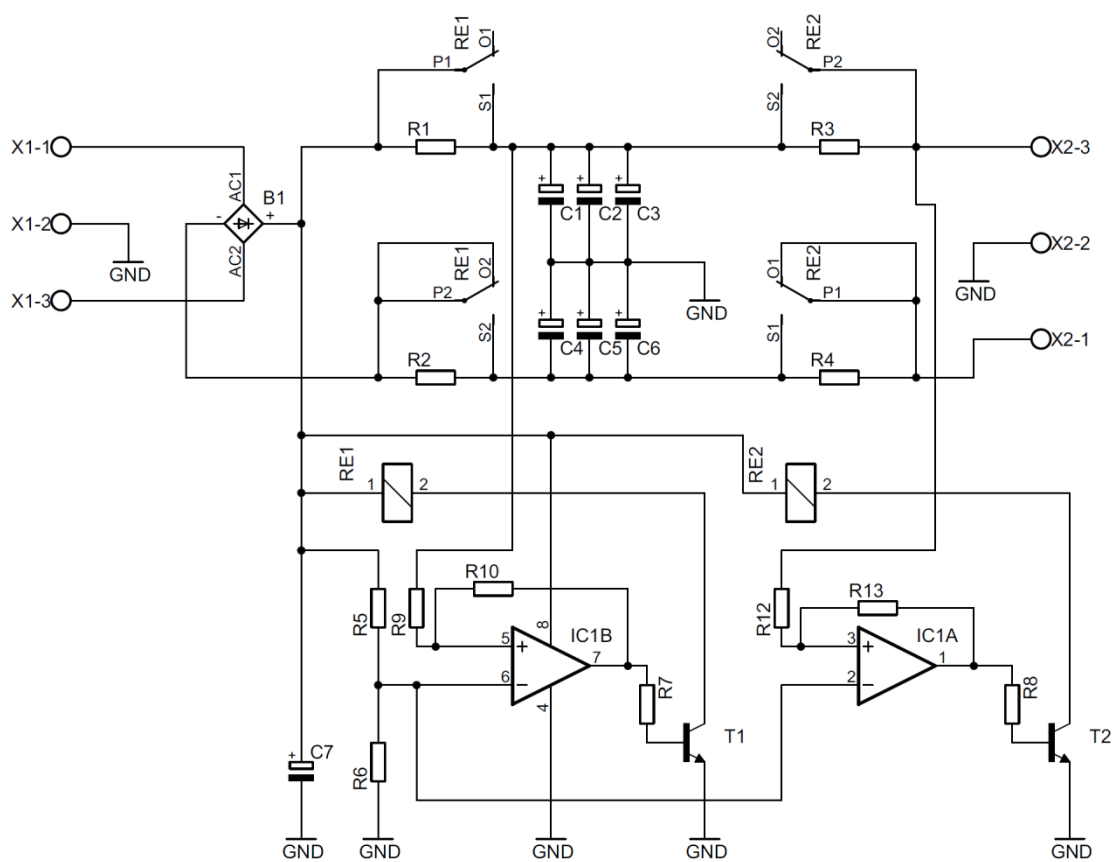 RE1
O1
P1
S1
O2
RE2
P2
S2
X1-1
R1
R3
X2-3
AC1
B1
-
+
AC2
X1-2
GND
+
+
+
C1
C2
C3
RE1
O2
P2
S2
GND
O1
RE2
P1
S1
X2-2
GND
X1-3
+
+
+
C4
C5
C6
R2
R4
X2-1
RE1
1
2
RE2
1
2
R5
R9
R10
5
+
6
−
8
4
IC1B
7
R7
T1
R12
R13
3
+
2
−
IC1A
1
R8
T2
+
C7
R6
GND
GND
GND
GND
GND